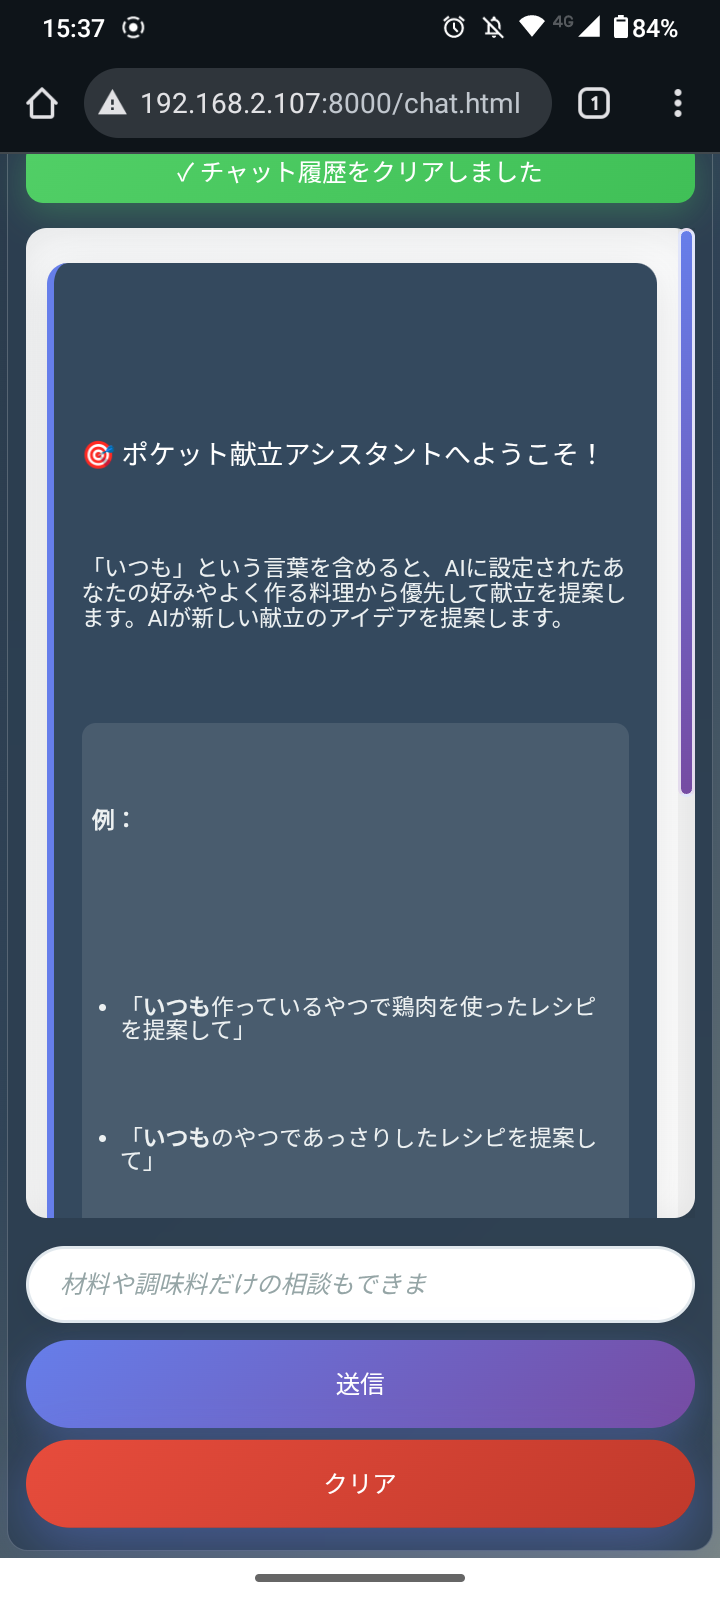 15:37
4G
84%
192.168.2.107:8000/chat.html
1
✓ チャット履歴をクリアしました
🎯 ポケット献立アシスタントへようこそ！
「いつも」という言葉を含めると、AIに設定されたあ
なたの好みやよく作る料理から優先して献立を提案し
ます。AIが新しい献立のアイデアを提案します。
例：
• 「いつも作っているやつで鶏肉を使ったレシピ
を提案して」
• 「いつものやつであっさりしたレシピを提案し
て」
材料や調味料だけの相談もできま
送信
クリア